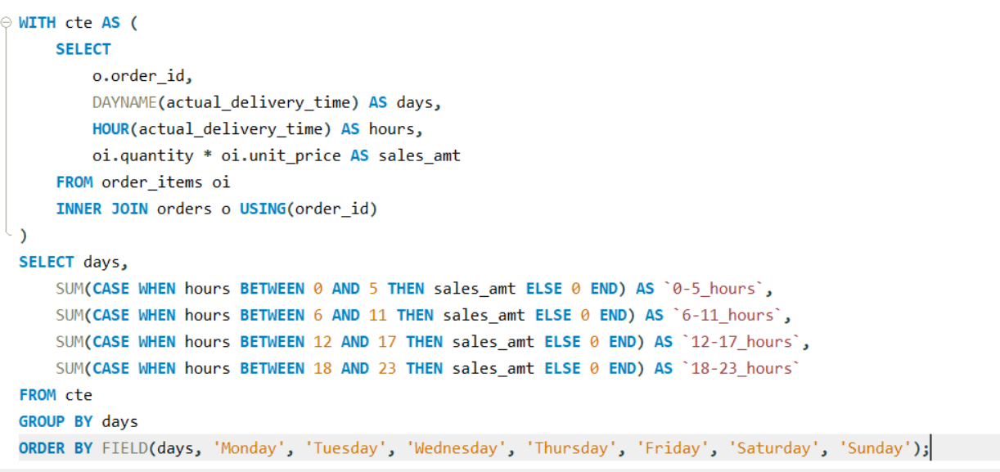 WITH cte AS (
SELECT
o.order_id,
DAYNAME(actual_delivery_time) AS days,
HOUR(actual_delivery_time) AS hours,
oi.quantity * oi.unit_price AS sales_amt
FROM order_items oi
INNER JOIN orders o USING(order_id)
)
SELECT days,
SUM(CASE WHEN hours BETWEEN 0 AND 5 THEN sales_amt ELSE 0 END) AS `0-5_hours`,
SUM(CASE WHEN hours BETWEEN 6 AND 11 THEN sales_amt ELSE 0 END) AS `6-11_hours`,
SUM(CASE WHEN hours BETWEEN 12 AND 17 THEN sales_amt ELSE 0 END) AS `12-17_hours`,
SUM(CASE WHEN hours BETWEEN 18 AND 23 THEN sales_amt ELSE 0 END) AS `18-23_hours`
FROM cte
GROUP BY days
ORDER BY FIELD(days, 'Monday', 'Tuesday', 'Wednesday', 'Thursday', 'Friday', 'Saturday', 'Sunday');